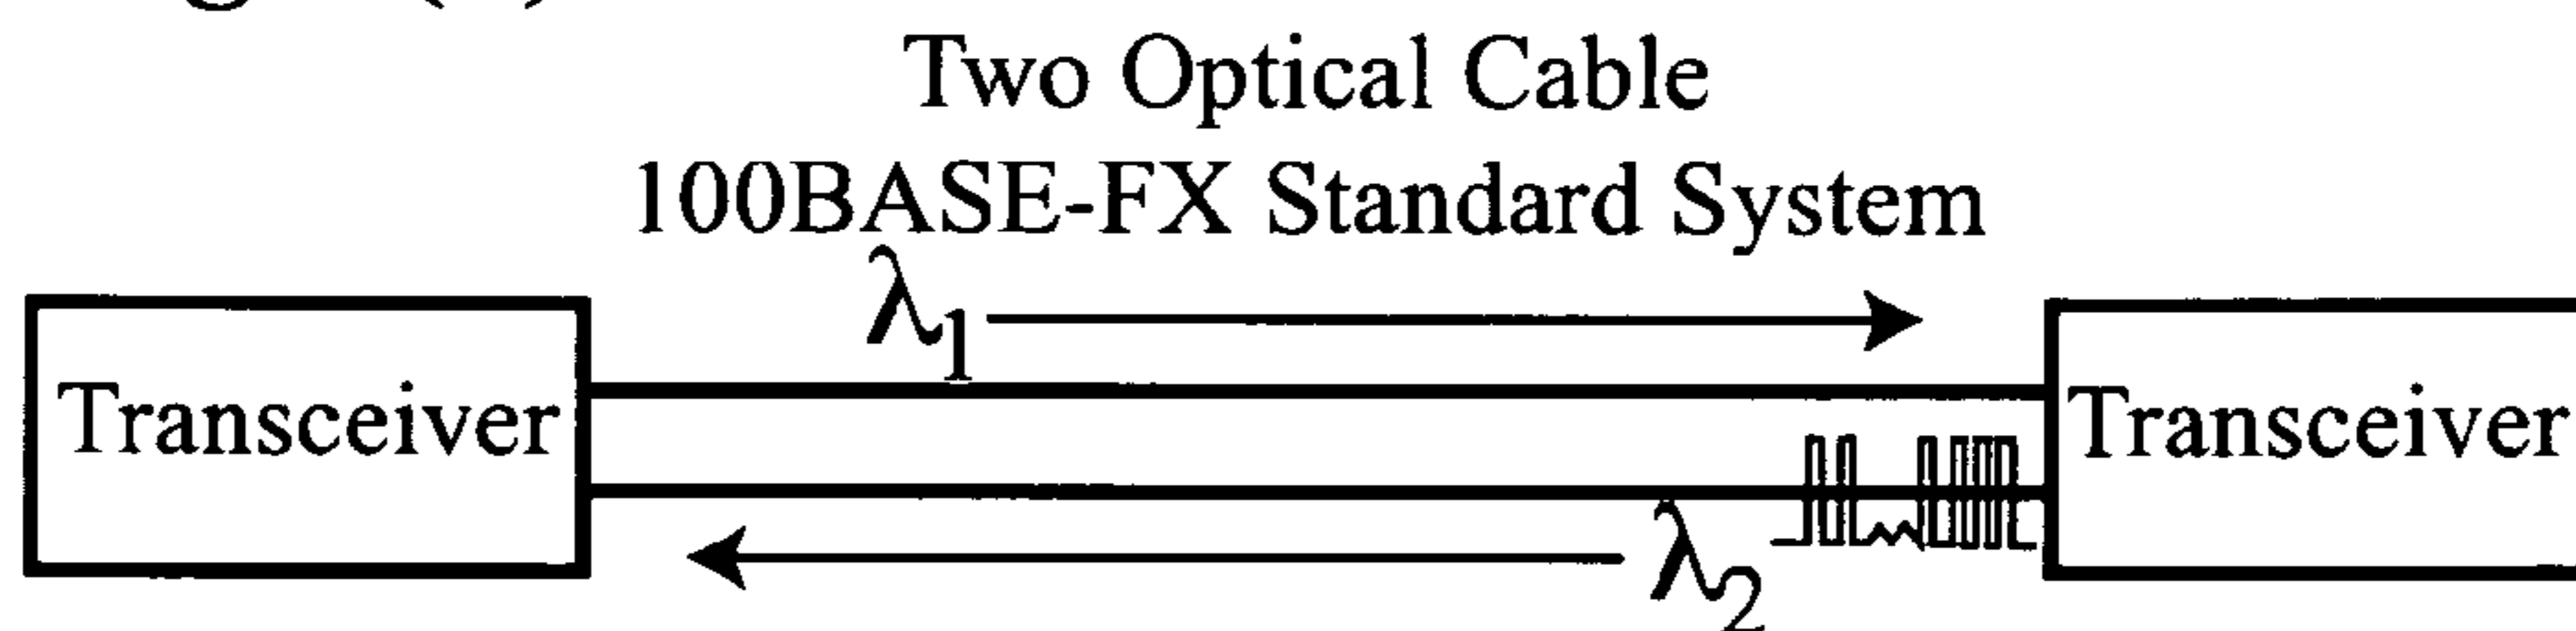 Two Optical Cable
100BASE-FX Standard System
λ1
Transceiver
Transceiver
λ2